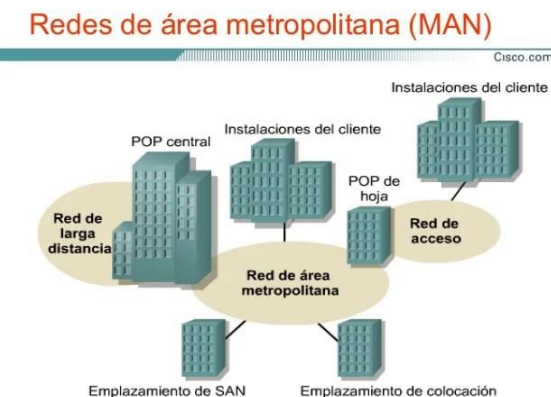 Redes de área metropolitana (MAN)
Cisco.com
Instalaciones del cliente
Instalaciones del cliente
POP central
POP de
hoja
Red de
larga
distancia
Red de
acceso
Red de área
metropolitana
Emplazamiento de SAN
Emplazamiento de colocación